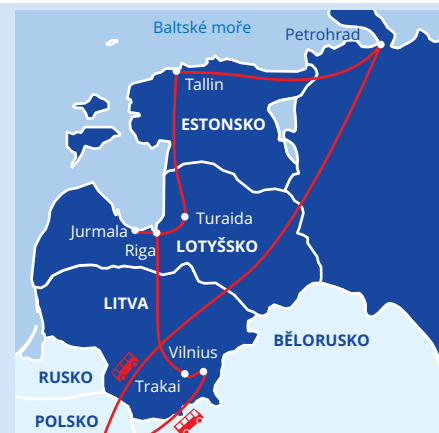 Baltské moře
Petrohrad
Tallin
ESTONSKO
Turaida
Jurmala
Riga
LOTYŠSKO
LITVA
BĚLORUSKO
Vilnius
RUSKO
Trakai
POLSKO